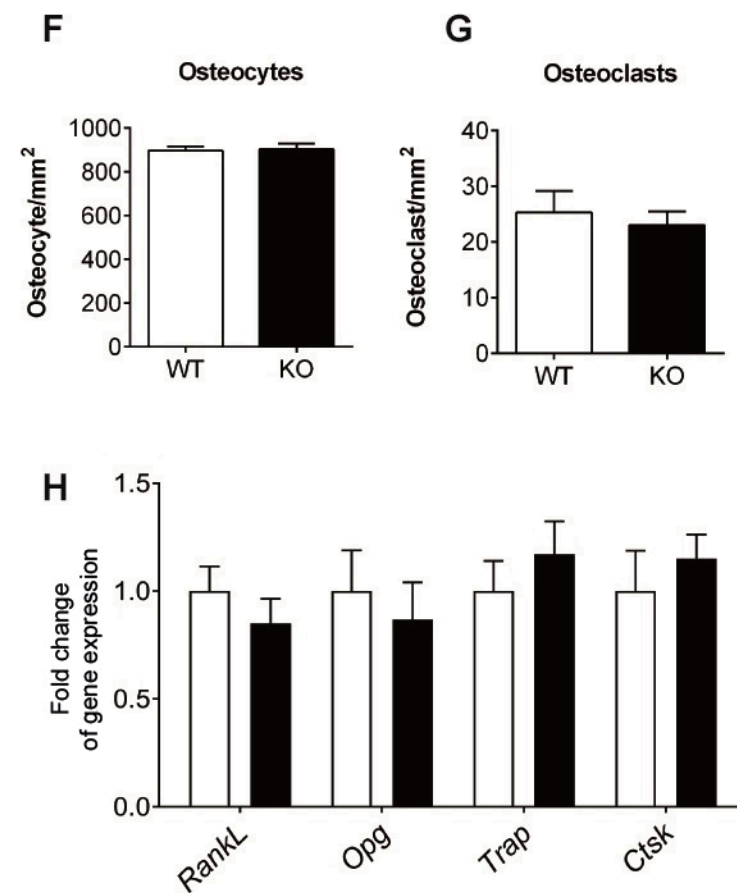 F
Osteocytes
Osteocyte/mm²
1000
800
600
400
200
0
WT KO
G
Osteoclasts
Osteoclast/mm²
40
30
20
10
0
WT KO
H
Fold change
of gene expression
1.5
1.0
0.5
0.0
RankL Opg Trap Ctsk